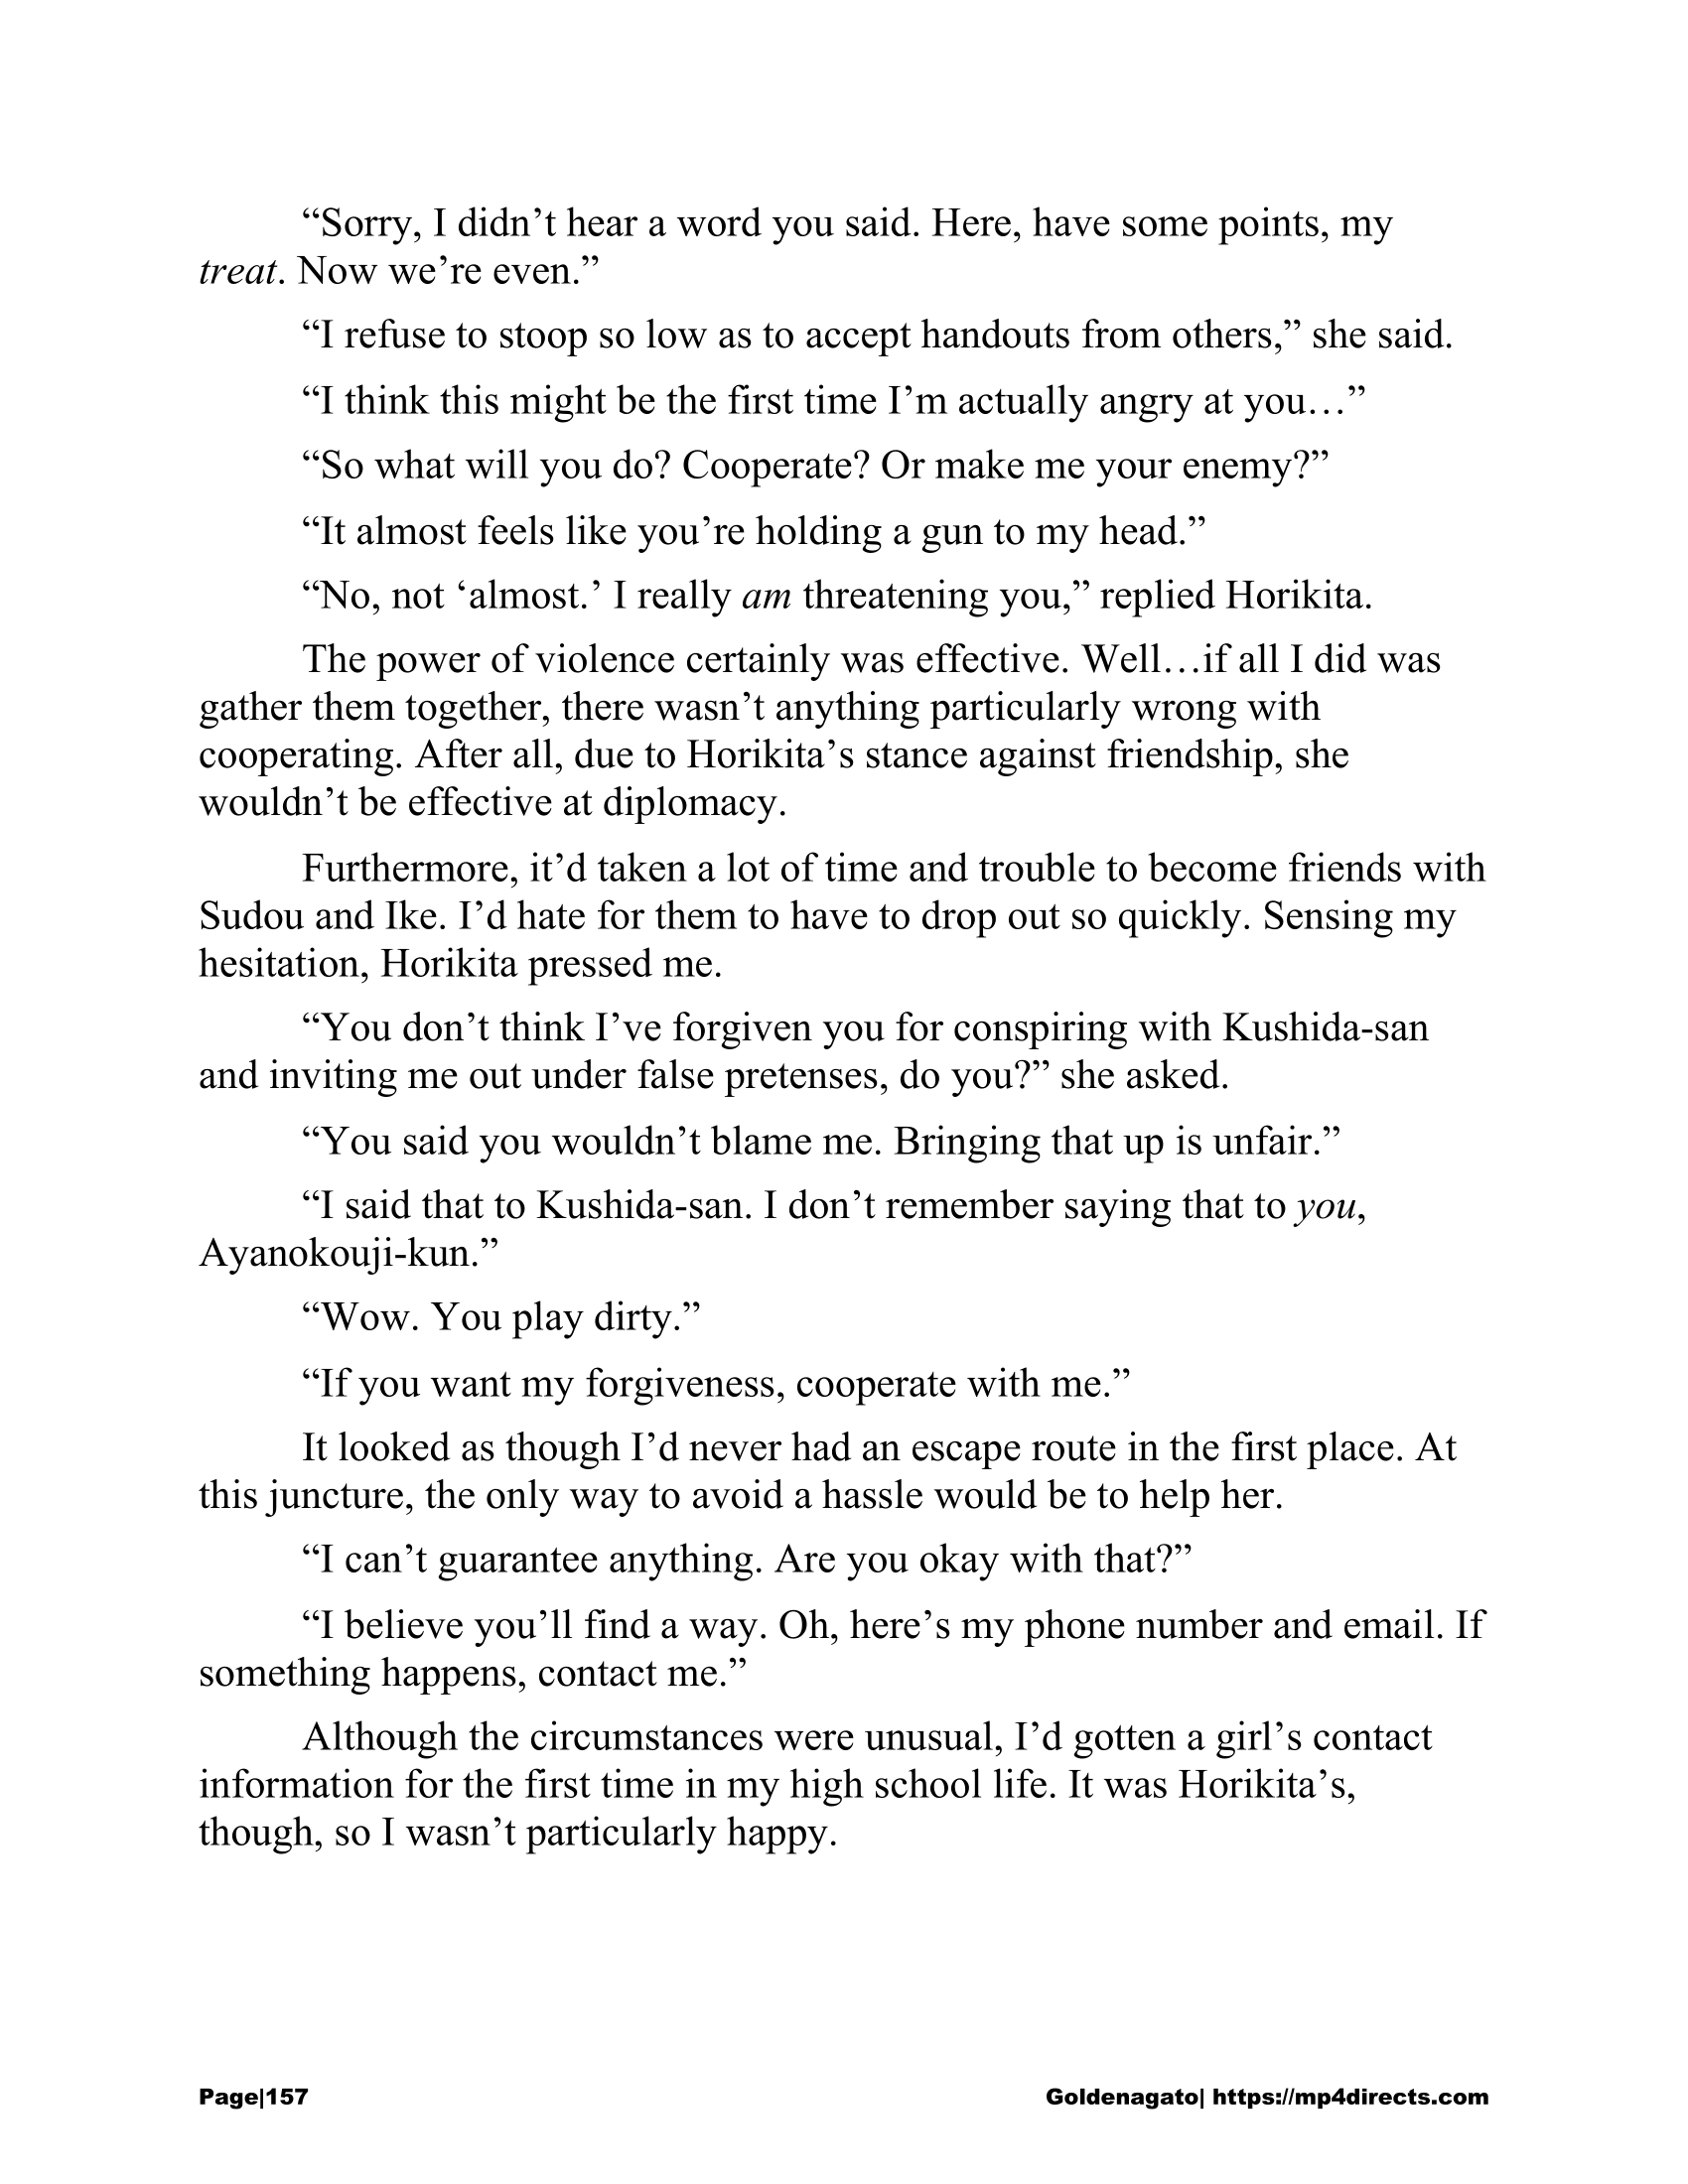 “Sorry, I didn’t hear a word you said. Here, have some points, my
treat. Now we’re even.”
“I refuse to stoop so low as to accept handouts from others,” she said.
“I think this might be the first time I’m actually angry at you…”
“So what will you do? Cooperate? Or make me your enemy?”
“It almost feels like you’re holding a gun to my head.”
“No, not ‘almost.’ I really am threatening you,” replied Horikita.
The power of violence certainly was effective. Well…if all I did was
gather them together, there wasn’t anything particularly wrong with
cooperating. After all, due to Horikita’s stance against friendship, she
wouldn’t be effective at diplomacy.
Furthermore, it’d taken a lot of time and trouble to become friends with
Sudou and Ike. I’d hate for them to have to drop out so quickly. Sensing my
hesitation, Horikita pressed me.
“You don’t think I’ve forgiven you for conspiring with Kushida-san
and inviting me out under false pretenses, do you?” she asked.
“You said you wouldn’t blame me. Bringing that up is unfair.”
“I said that to Kushida-san. I don’t remember saying that to you,
Ayanokouji-kun.”
“Wow. You play dirty.”
“If you want my forgiveness, cooperate with me.”
It looked as though I’d never had an escape route in the first place. At
this juncture, the only way to avoid a hassle would be to help her.
“I can’t guarantee anything. Are you okay with that?”
“I believe you’ll find a way. Oh, here’s my phone number and email. If
something happens, contact me.”
Although the circumstances were unusual, I’d gotten a girl’s contact
information for the first time in my high school life. It was Horikita’s,
though, so I wasn’t particularly happy.
Page|157 Goldenagato| https://mp4directs.com